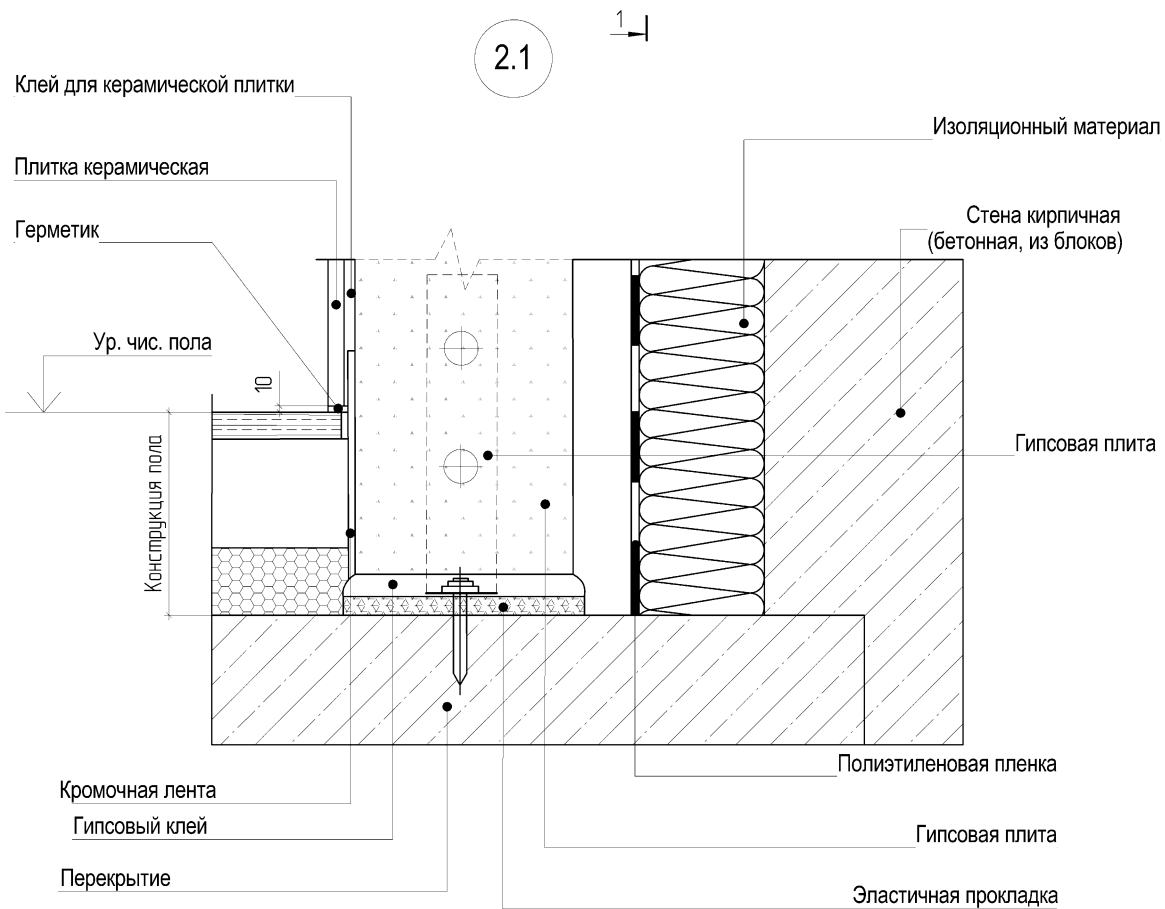 1
2.1
Клей для керамической плитки
Изоляционный материал
Плитка керамическая
Стена кирпичная
(бетонная, из блоков)
Герметик
Ур. чис. пола
10
Гипсовая плита
Конструкция пола
Полиэтиленовая пленка
Кромочная лента
Гипсовый клей
Гипсовая плита
Перекрытие
Эластичная прокладка